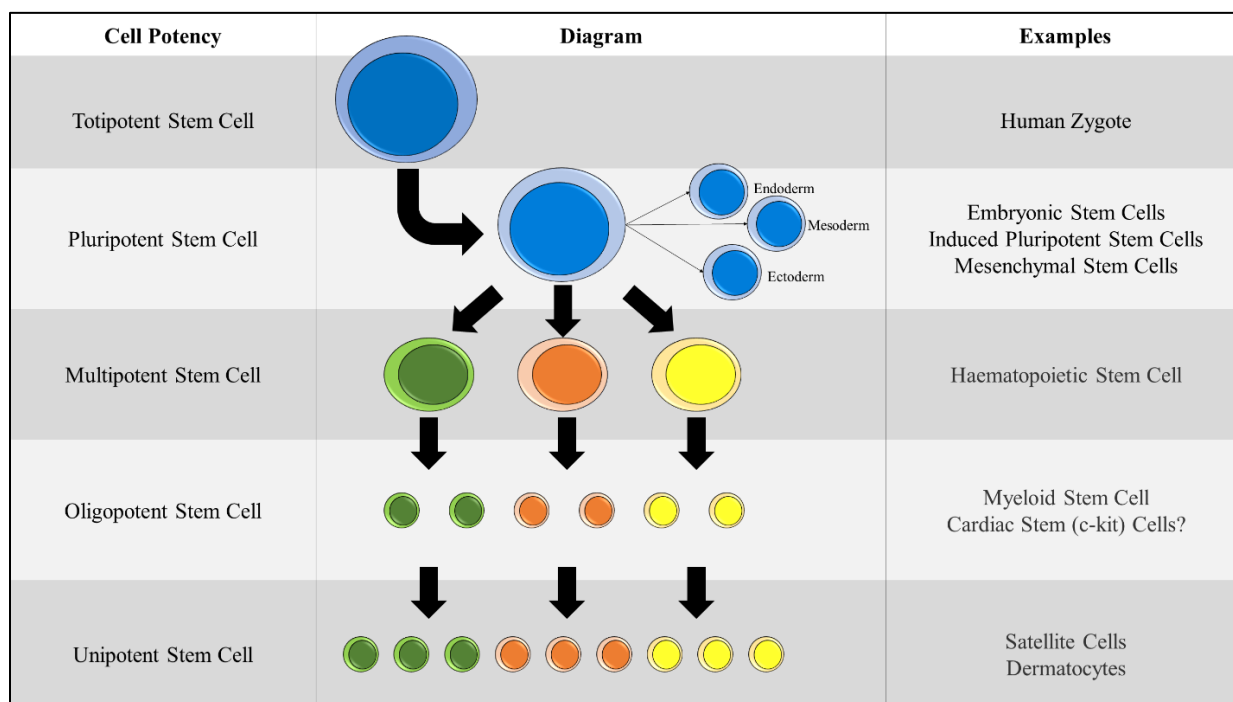 Cell Potency
Diagram
Examples
Totipotent Stem Cell
Human Zygote
Pluripotent Stem Cell
Endoderm
Mesoderm
Ectoderm
Embryonic Stem Cells
Induced Pluripotent Stem Cells
Mesenchymal Stem Cells
Multipotent Stem Cell
Haematopoietic Stem Cell
Oligopotent Stem Cell
Myeloid Stem Cell
Cardiac Stem (c-kit) Cells?
Unipotent Stem Cell
Satellite Cells
Dermatocytes